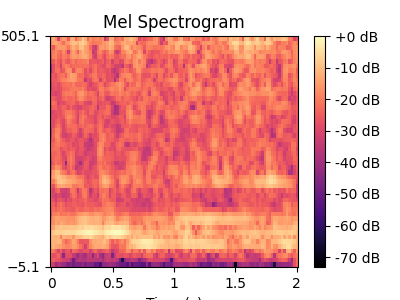 Mel Spectrogram
505.1
−5.1
0
0.5
1
1.5
2
+0 dB
-10 dB
-20 dB
-30 dB
-40 dB
-50 dB
-60 dB
-70 dB